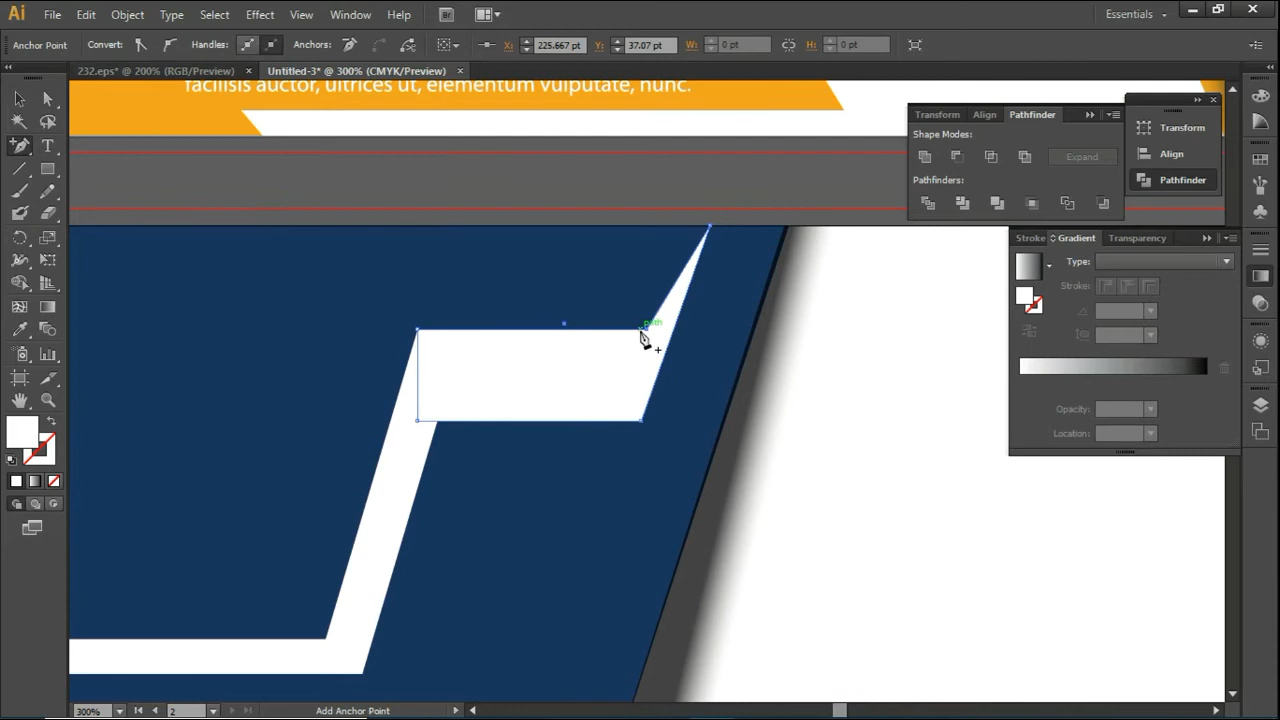 Ai File Edit Object Type Select Effect View Window Help Br Essentials
Anchor Point Convert: Handles: Anchors: X: 225.667 pt Y: 37.07 pt W: 0 pt H: 0 pt
232.eps* @ 200% (RGB/Preview) × Untitled-3* @ 300% (CMYK/Preview) ×
facilisis auctor, ultrices ut, elementum vulputate, nunc.
Transform Align Pathfinder
Shape Modes:
Expand
Pathfinders:
Transform
Align
Pathfinder
Stroke Gradient Transparency
Type:
Stroke:
Opacity:
Location:
path
300% 2 Add Anchor Point